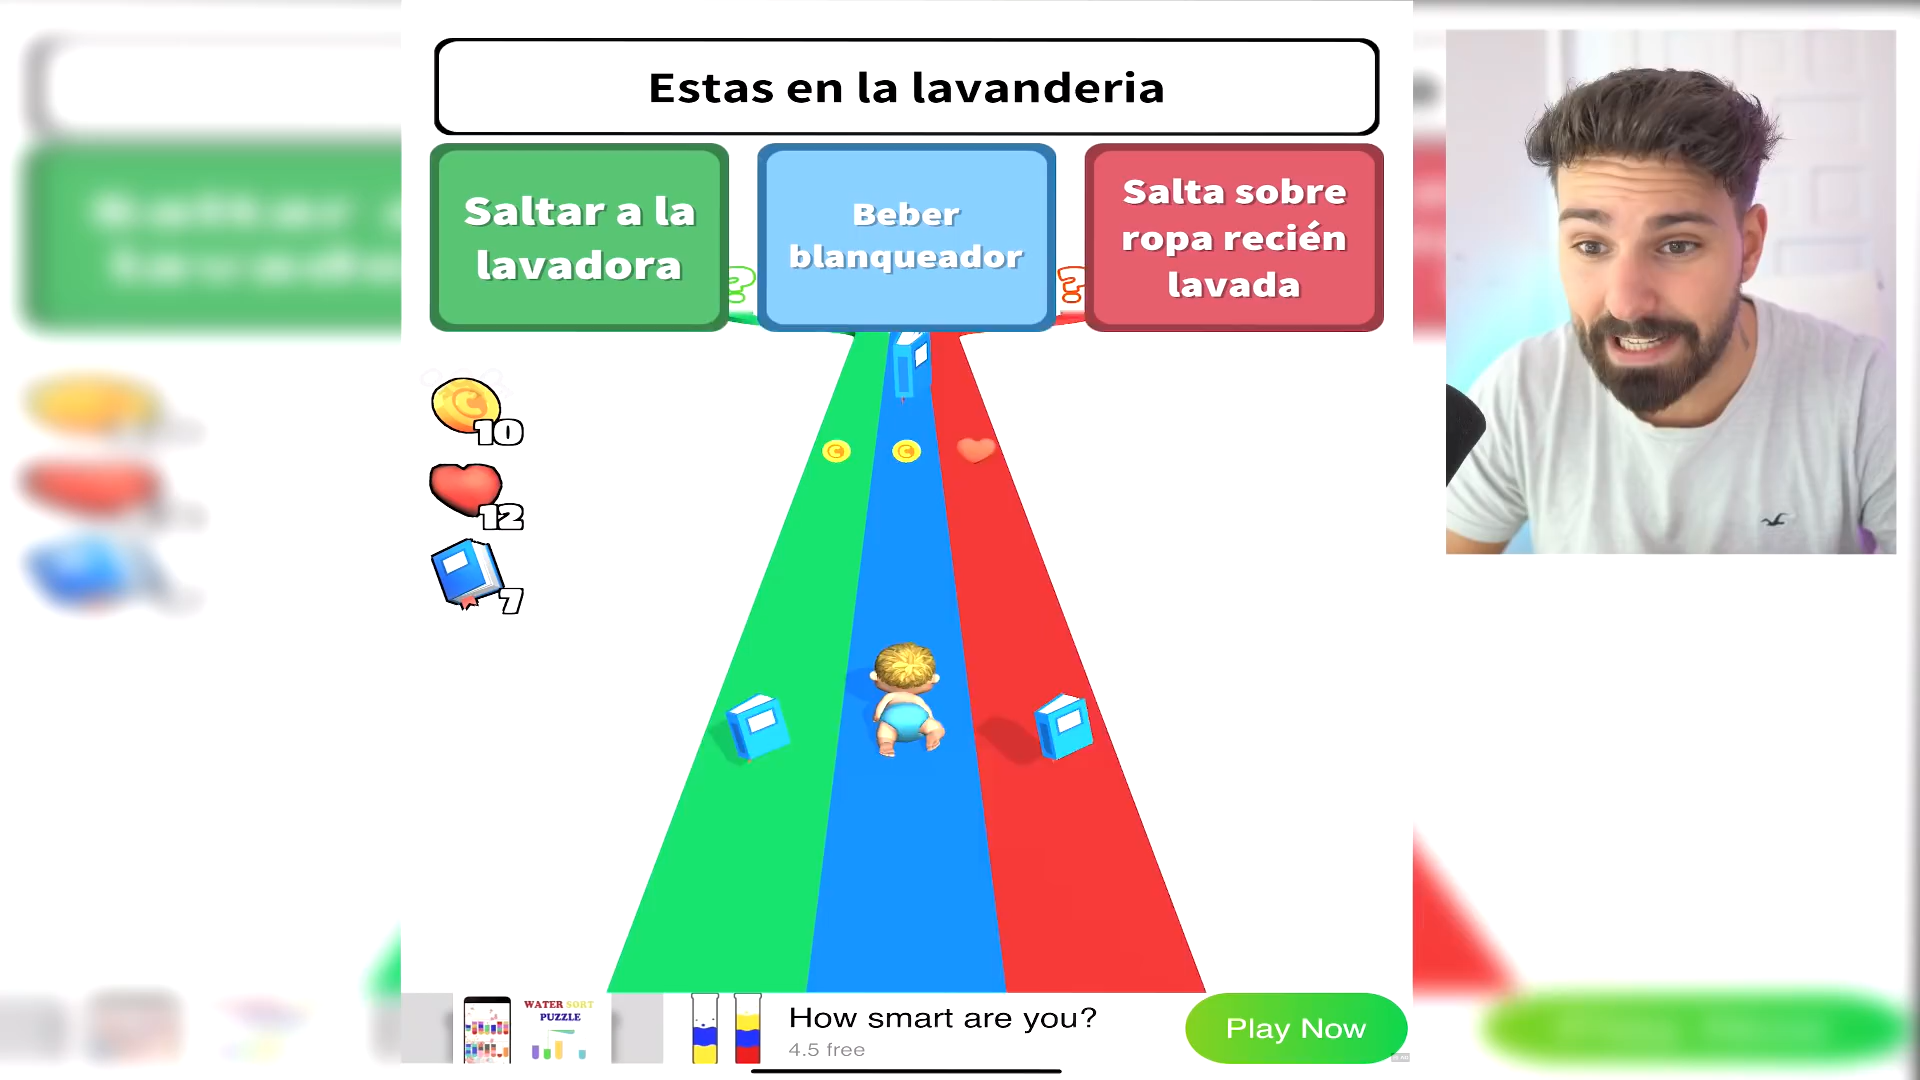 Estas en la lavanderia
Saltar a la
lavadora
Beber
blanqueador
Salta sobre
ropa recién
lavada
10
12
7
WATER SORT
PUZZLE
How smart are you?
4.5 free
Play Now